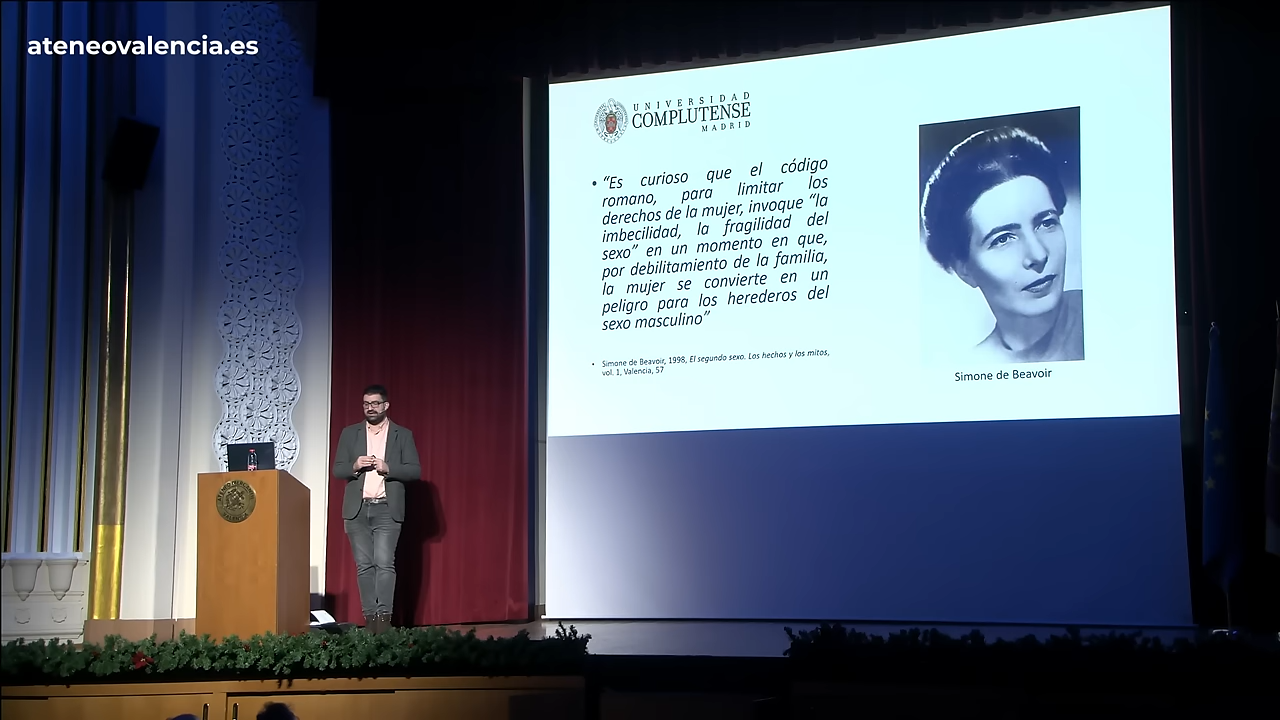 ateneovalencia.es
UNIVERSIDAD
COMPLUTENSE
MADRID
• “Es curioso que el código
romano, para limitar los
derechos de la mujer, invoque “la
imbecilidad, la fragilidad del
sexo” en un momento en que,
por debilitamiento de la familia,
la mujer se convierte en un
peligro para los herederos del
sexo masculino”
• Simone de Beavoir, 1998, El segundo sexo. Los hechos y los mitos,
vol. 1, Valencia, 57
Simone de Beavoir